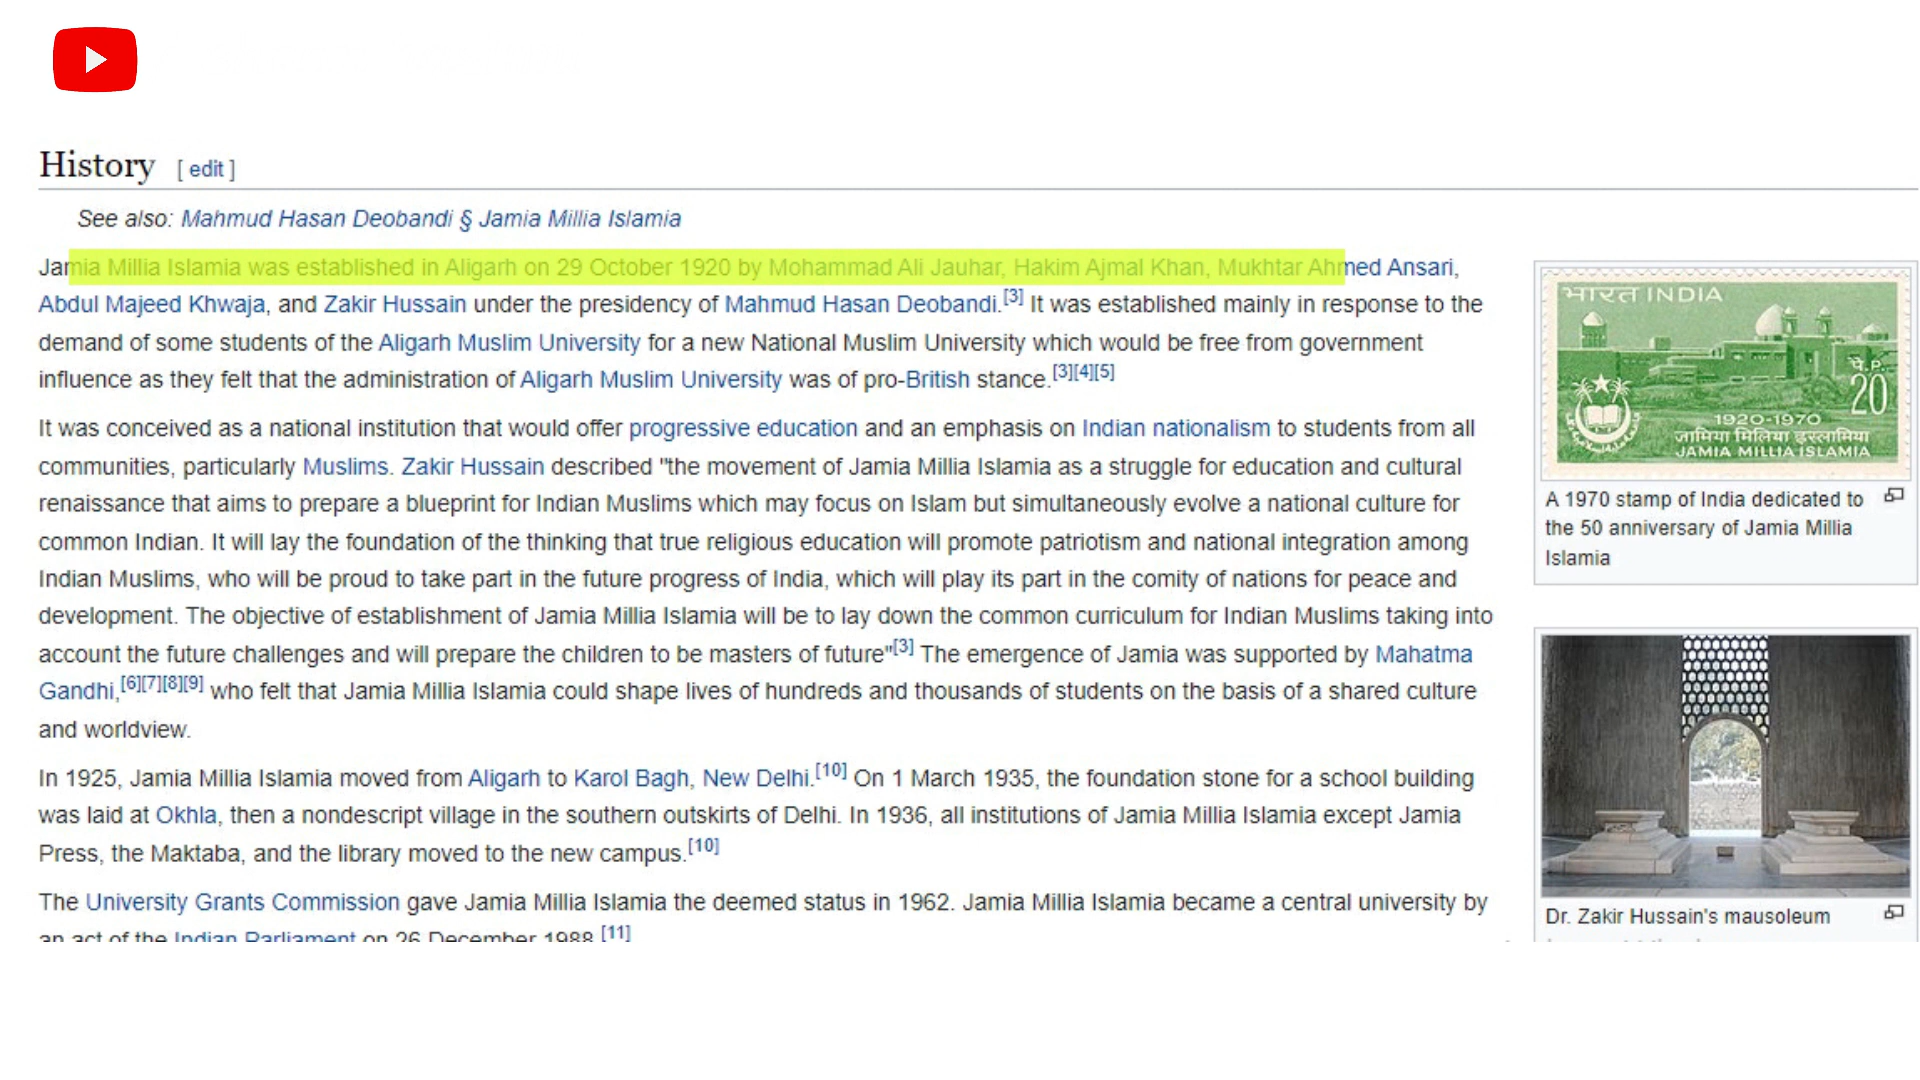 History [ edit ]
See also: Mahmud Hasan Deobandi § Jamia Millia Islamia
Jamia Millia Islamia was established in Aligarh on 29 October 1920 by Mohammad Ali Jauhar, Hakim Ajmal Khan, Mukhtar Ahmed Ansari,
Abdul Majeed Khwaja, and Zakir Hussain under the presidency of Mahmud Hasan Deobandi.[3] It was established mainly in response to the
demand of some students of the Aligarh Muslim University for a new National Muslim University which would be free from government
influence as they felt that the administration of Aligarh Muslim University was of pro-British stance.[3][4][5]
It was conceived as a national institution that would offer progressive education and an emphasis on Indian nationalism to students from all
communities, particularly Muslims. Zakir Hussain described "the movement of Jamia Millia Islamia as a struggle for education and cultural
renaissance that aims to prepare a blueprint for Indian Muslims which may focus on Islam but simultaneously evolve a national culture for
common Indian. It will lay the foundation of the thinking that true religious education will promote patriotism and national integration among
Indian Muslims, who will be proud to take part in the future progress of India, which will play its part in the comity of nations for peace and
development. The objective of establishment of Jamia Millia Islamia will be to lay down the common curriculum for Indian Muslims taking into
account the future challenges and will prepare the children to be masters of future"[3] The emergence of Jamia was supported by Mahatma
Gandhi,[6][7][8][9] who felt that Jamia Millia Islamia could shape lives of hundreds and thousands of students on the basis of a shared culture
and worldview.
In 1925, Jamia Millia Islamia moved from Aligarh to Karol Bagh, New Delhi.[10] On 1 March 1935, the foundation stone for a school building
was laid at Okhla, then a nondescript village in the southern outskirts of Delhi. In 1936, all institutions of Jamia Millia Islamia except Jamia
Press, the Maktaba, and the library moved to the new campus.[10]
The University Grants Commission gave Jamia Millia Islamia the deemed status in 1962. Jamia Millia Islamia became a central university by
an act of the Indian Parliament on 26 December 1988.[11]
भारत INDIA
पै.P.
20
1920-1970
जामिया मिलिया इस्लामिया
JAMIA MILLIA ISLAMIA
A 1970 stamp of India dedicated to
the 50 anniversary of Jamia Millia
Islamia
Dr. Zakir Hussain's mausoleum